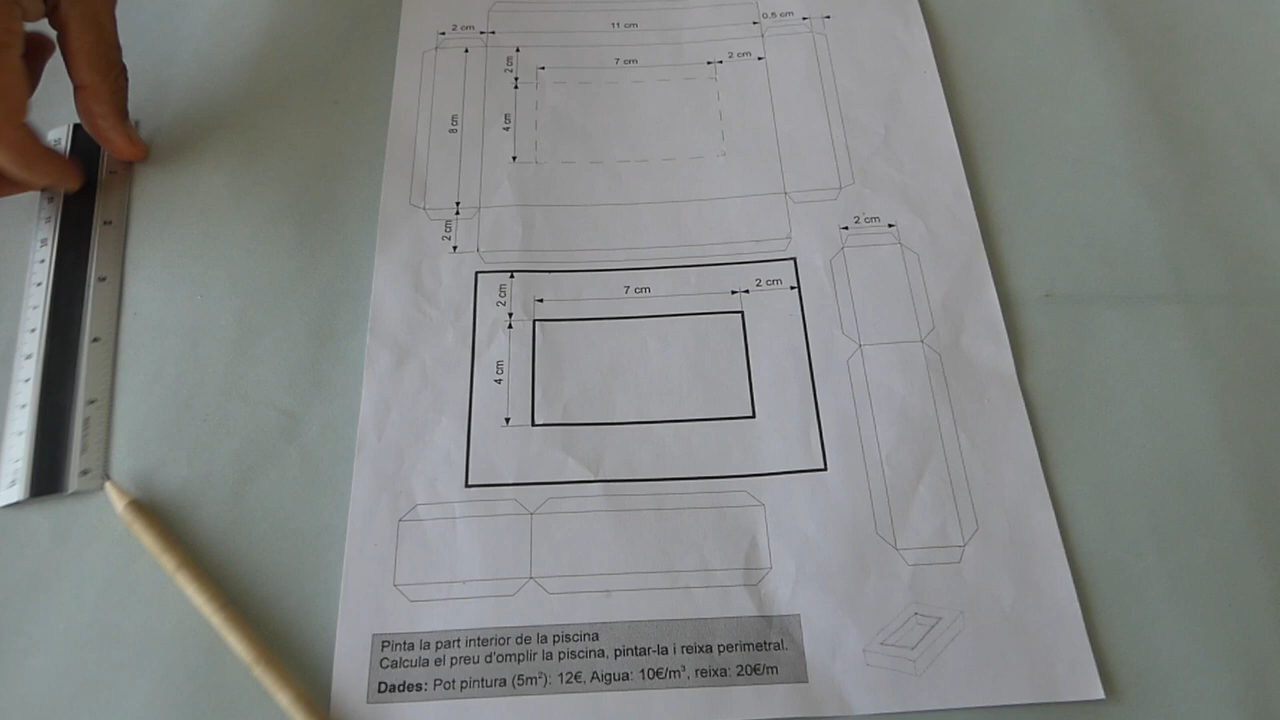 2 cm
11 cm
0,5 cm
2 cm
7 cm
2 cm
8 cm
4 cm
2 cm
2 cm
2 cm
7 cm
2 cm
4 cm
Pinta la part interior de la piscina
Calcula el preu d'omplir la piscina, pintar-la i reixa perimetral.
Dades: Pot pintura (5m²): 12€, Aigua: 10€/m³, reixa: 20€/m